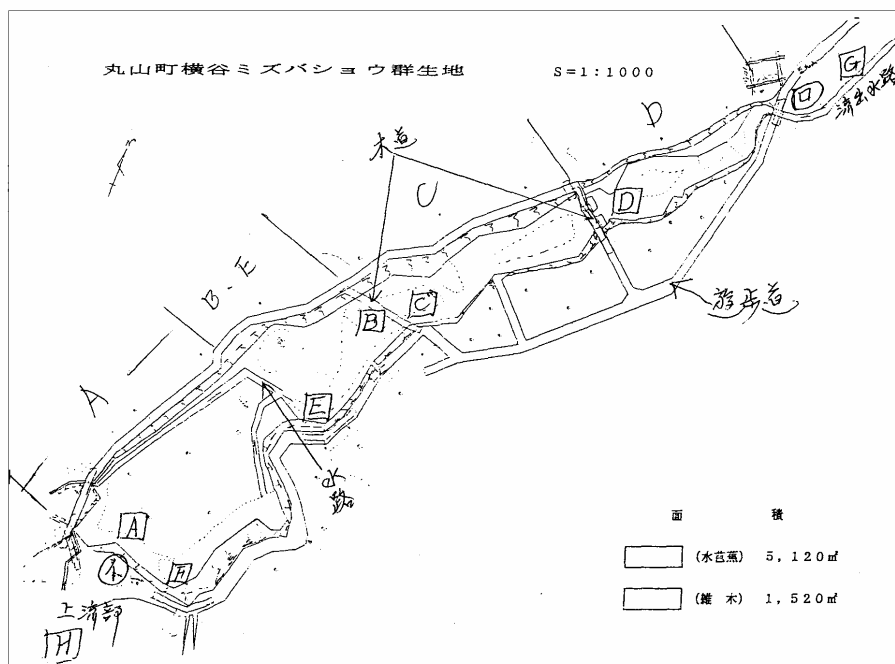 丸山町横谷ミズバショウ群生地
S=1:1000
G
ロ
流出水路
D
木道
C
D
B-E
B
C
遊歩道
A
E
水路
A
イ
上流部
H
面 積
(水芭蕉) 5,120㎡
(雑 木) 1,520㎡